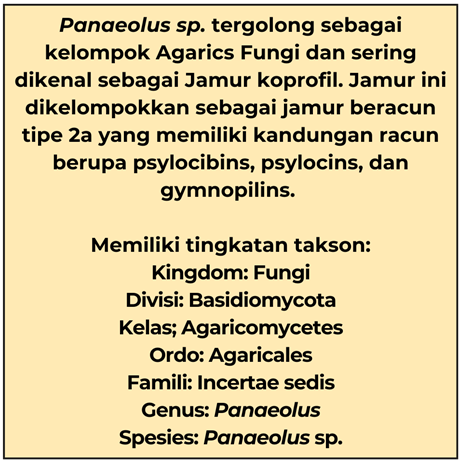 Panaeolus sp. tergolong sebagai
kelompok Agarics Fungi dan sering
dikenal sebagai Jamur koprofil. Jamur ini
dikelompokkan sebagai jamur beracun
tipe 2a yang memiliki kandungan racun
berupa psylocibins, psylocins, dan
gymnopilins.
Memiliki tingkatan takson:
Kingdom: Fungi
Divisi: Basidiomycota
Kelas; Agaricomycetes
Ordo: Agaricales
Famili: Incertae sedis
Genus: Panaeolus
Spesies: Panaeolus sp.